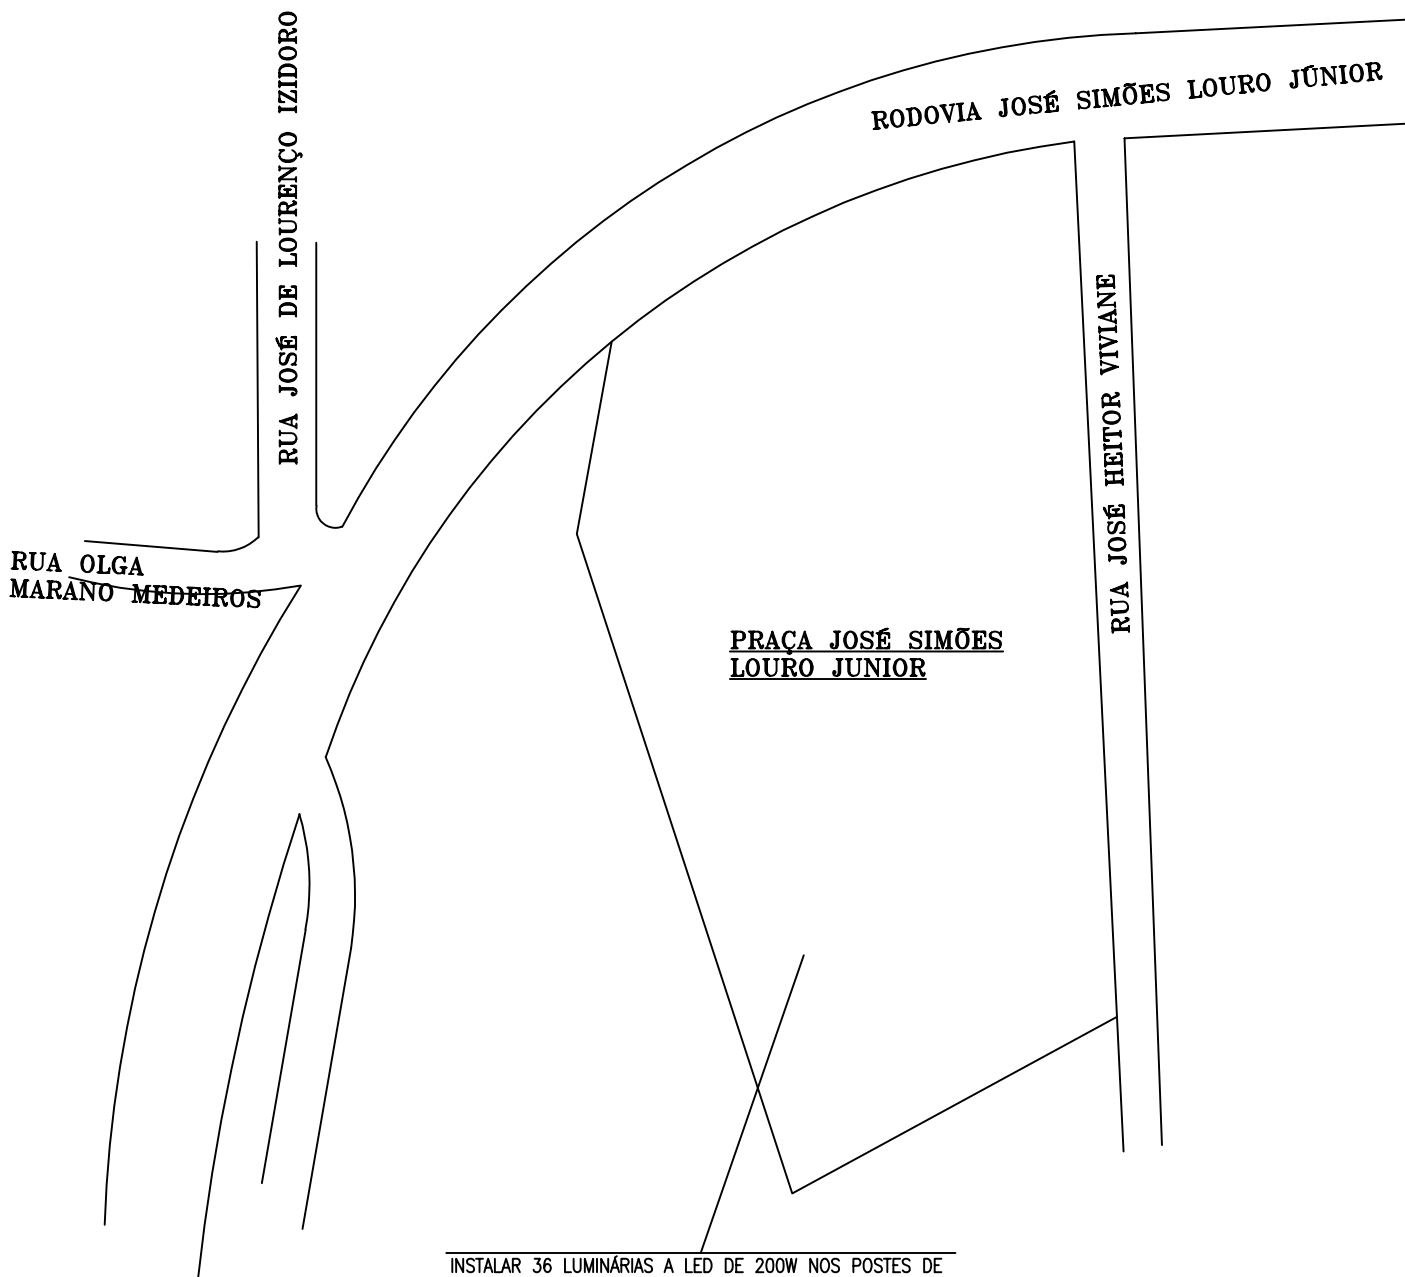 RUA JOSÉ DE LOURENÇO IZIDORO
RODOVIA JOSÉ SIMÕES LOURO JÚNIOR
RUA JOSÉ HEITOR VIVIANE
RUA OLGA
MARANO MEDEIROS
PRAÇA JOSÉ SIMÕES
LOURO JUNIOR
INSTALAR 36 LUMINÁRIAS A LED DE 200W NOS POSTES DE